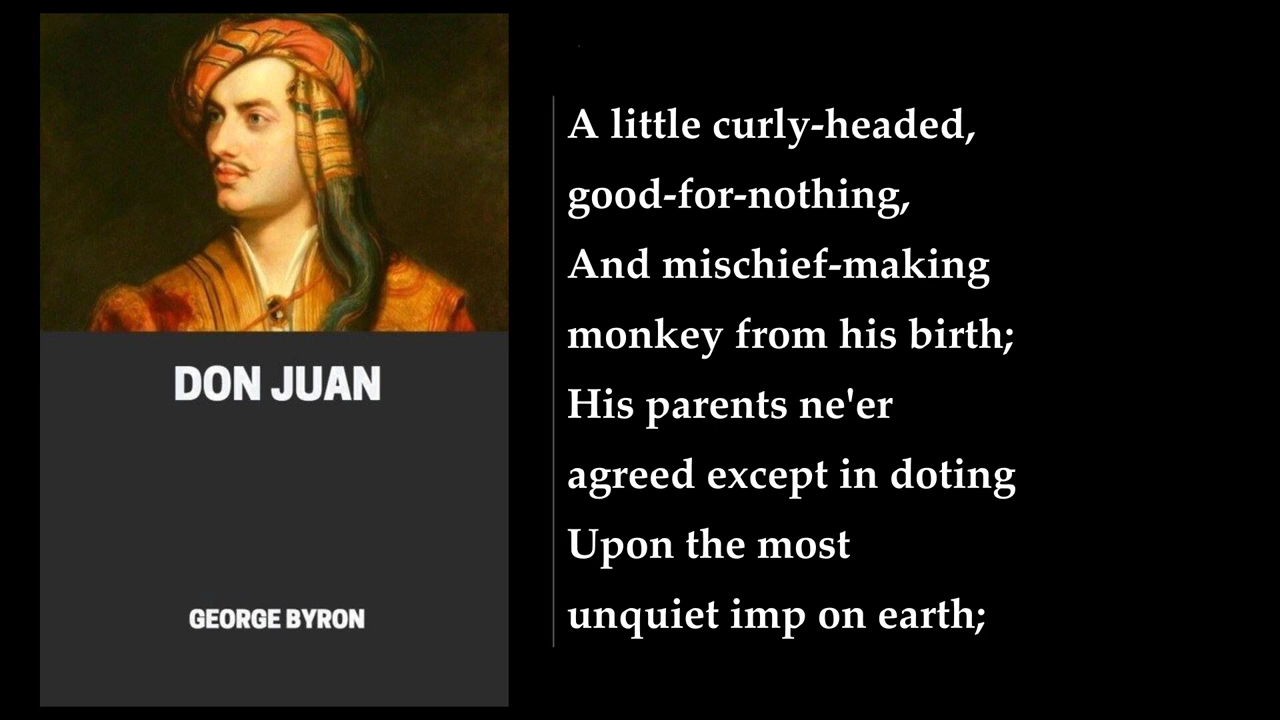 DON JUAN
GEORGE BYRON
A little curly-headed,
good-for-nothing,
And mischief-making
monkey from his birth;
His parents ne'er
agreed except in doting
Upon the most
unquiet imp on earth;